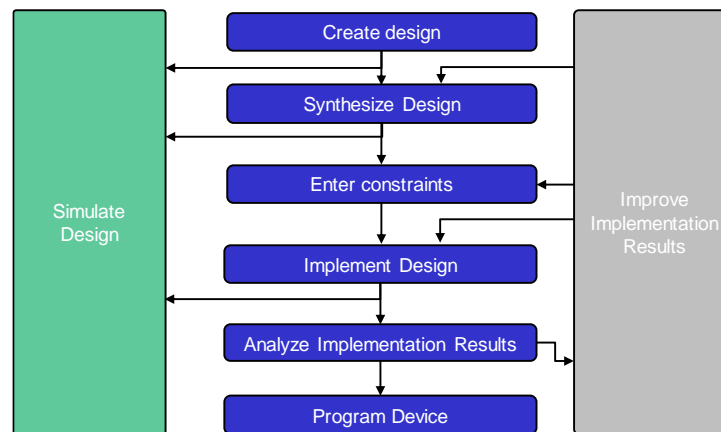 Create design
Synthesize Design
Enter constraints
Simulate
Design
Improve
Implementation
Results
Implement Design
Analyze Implementation Results
Program Device